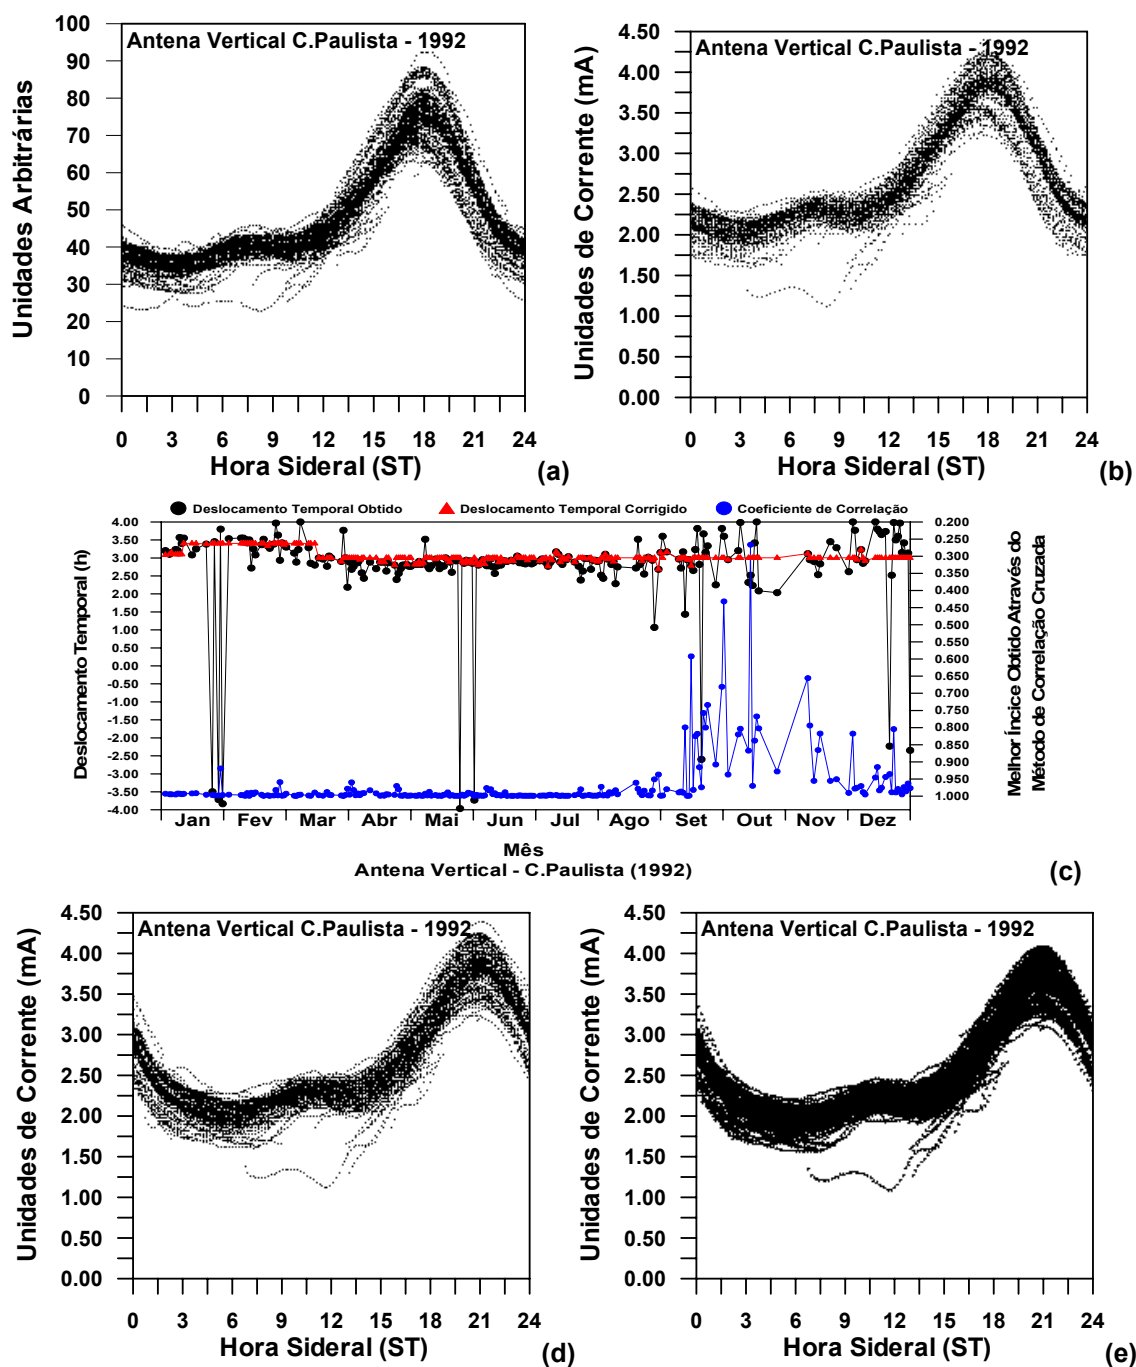 Antena Vertical C.Paulista - 1992
Unidades Arbitrárias
100
90
80
70
60
50
40
30
20
10
0
0 3 6 9 12 15 18 21 24
Hora Sideral (ST)
(a)
Antena Vertical C.Paulista - 1992
Unidades de Corrente (mA)
4.50
4.00
3.50
3.00
2.50
2.00
1.50
1.00
0.50
0.00
0 3 6 9 12 15 18 21 24
Hora Sideral (ST)
(b)
Deslocamento Temporal Obtido Deslocamento Temporal Corrigido Coeficiente de Correlação
Deslocamento Temporal (h)
4.00
3.50
3.00
2.50
2.00
1.50
1.00
0.50
0.00
-0.50
-1.00
-1.50
-2.00
-2.50
-3.00
-3.50
-4.00
0.200
0.250
0.300
0.350
0.400
0.450
0.500
0.550
0.600
0.650
0.700
0.750
0.800
0.850
0.900
0.950
1.000
Melhor Íncice Obtido Através do
Método de Correlação Cruzada
Jan Fev Mar Abr Mai Jun Jul Ago Set Out Nov Dez
Mês
Antena Vertical - C.Paulista (1992)
(c)
Antena Vertical C.Paulista - 1992
Unidades de Corrente (mA)
4.50
4.00
3.50
3.00
2.50
2.00
1.50
1.00
0.50
0.00
0 3 6 9 12 15 18 21 24
Hora Sideral (ST)
(d)
Antena Vertical C.Paulista - 1992
Unidades de Corrente (mA)
4.50
4.00
3.50
3.00
2.50
2.00
1.50
1.00
0.50
0.00
0 3 6 9 12 15 18 21 24
Hora Sideral (ST)
(e)